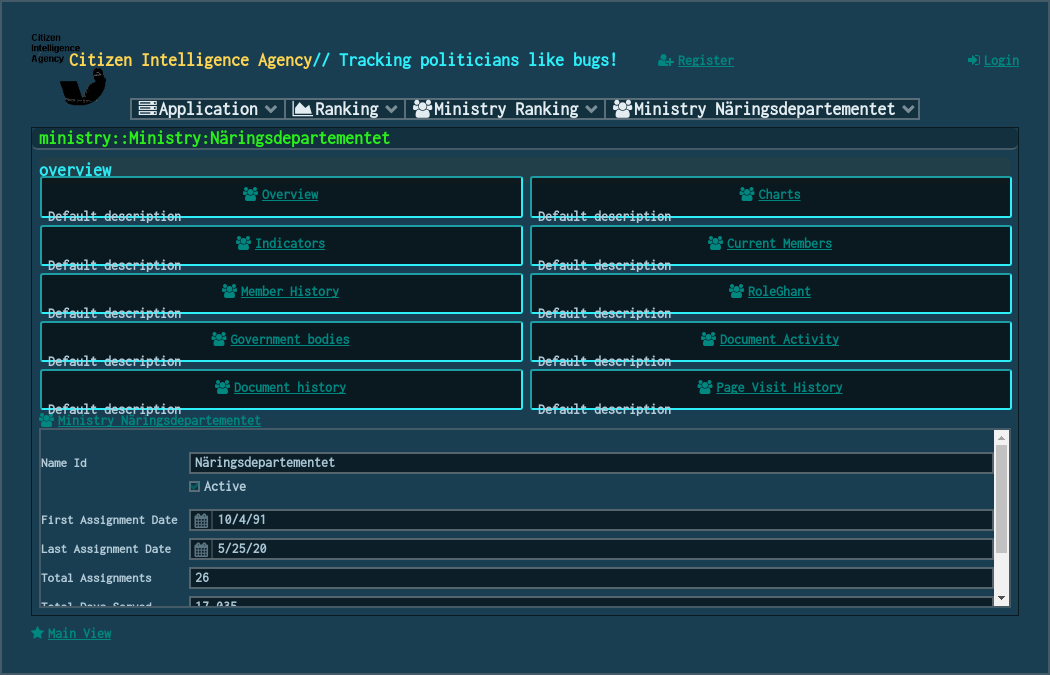 Citizen
Intelligence
Agency
Citizen Intelligence Agency// Tracking politicians like bugs!
Register
Login
Application
Ranking
Ministry Ranking
Ministry Näringsdepartementet
ministry::Ministry:Näringsdepartementet
overview
Overview
Default description
Charts
Default description
Indicators
Default description
Current Members
Default description
Member History
Default description
RoleGhant
Default description
Government bodies
Default description
Document Activity
Default description
Document history
Default description
Page Visit History
Default description
Ministry Näringsdepartementet
Name Id
Näringsdepartementet
Active
First Assignment Date
10/4/91
Last Assignment Date
5/25/20
Total Assignments
26
Total Days Served
17,035
Main View